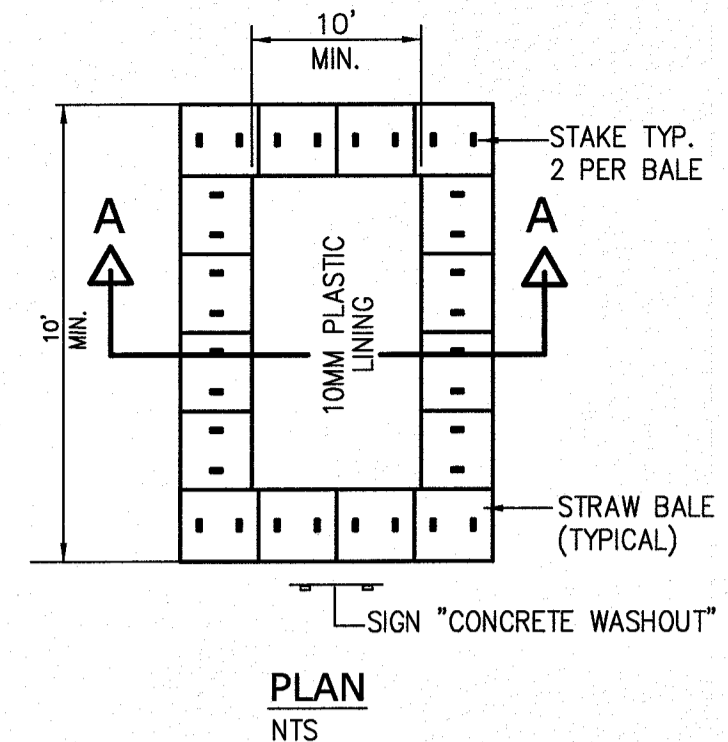 10'
MIN.
STAKE TYP.
2 PER BALE
A
A
10'
MIN.
10MM PLASTIC
LINING
STRAW BALE
(TYPICAL)
SIGN "CONCRETE WASHOUT"
PLAN
NTS